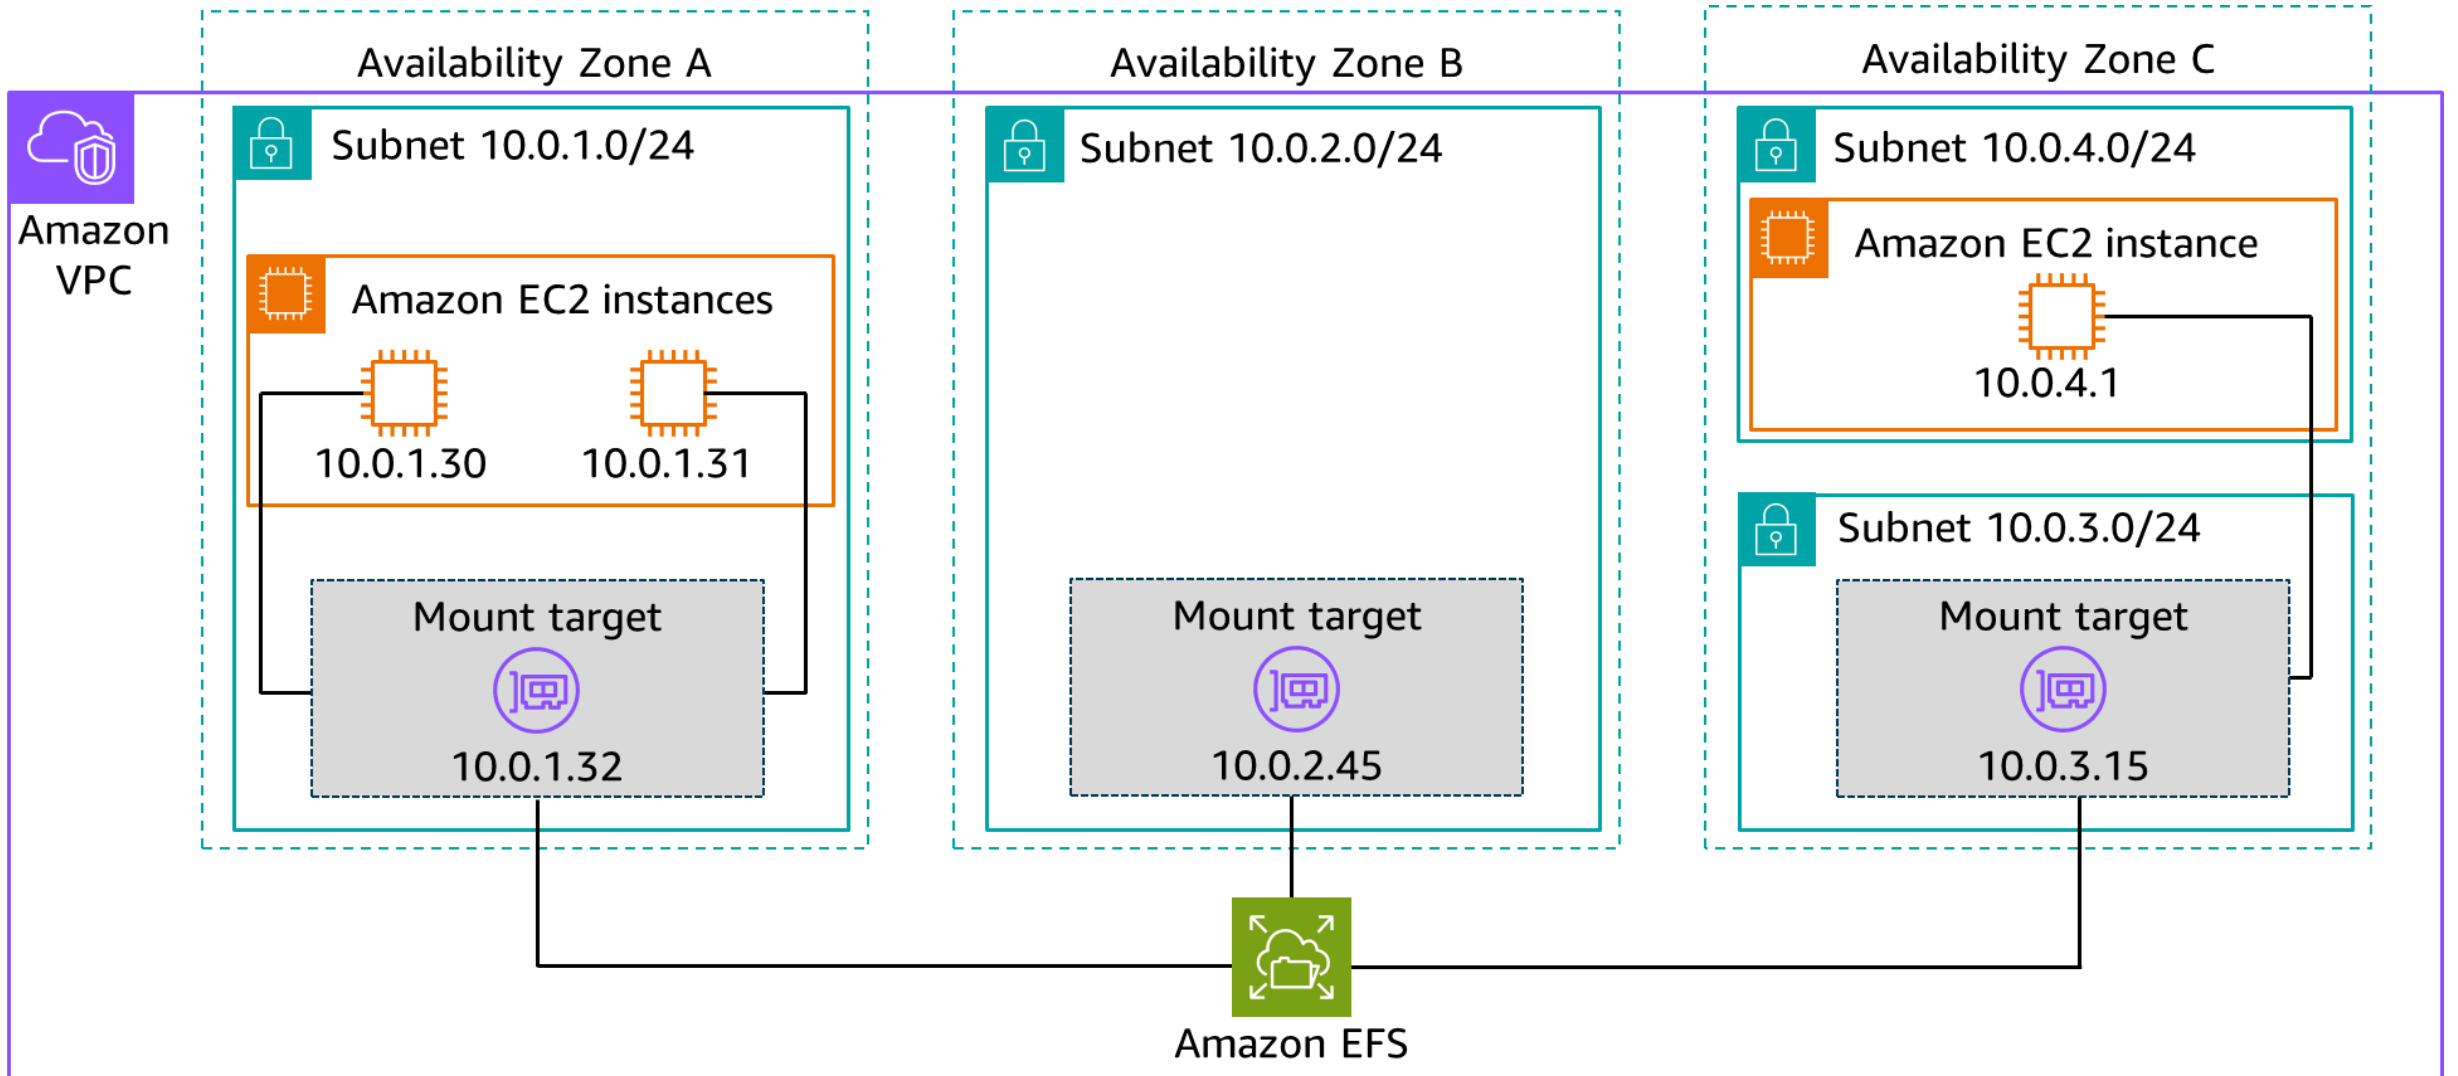 Amazon
VPC
Availability Zone A
Subnet 10.0.1.0/24
Amazon EC2 instances
10.0.1.30
10.0.1.31
Mount target
10.0.1.32
Availability Zone B
Subnet 10.0.2.0/24
Mount target
10.0.2.45
Availability Zone C
Subnet 10.0.4.0/24
Amazon EC2 instance
10.0.4.1
Subnet 10.0.3.0/24
Mount target
10.0.3.15
Amazon EFS